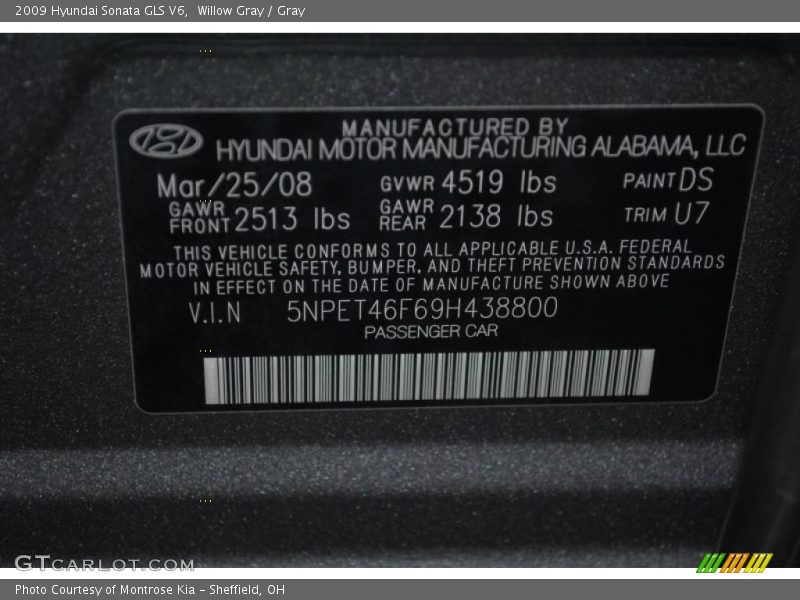 2009 Hyundai Sonata GLS V6, Willow Gray / Gray
MANUFACTURED BY
HYUNDAI MOTOR MANUFACTURING ALABAMA, LLC
Mar/25/08 GVWR 4519 lbs PAINT DS
GAWR FRONT 2513 lbs GAWR REAR 2138 lbs TRIM U7
THIS VEHICLE CONFORMS TO ALL APPLICABLE U.S.A. FEDERAL
MOTOR VEHICLE SAFETY, BUMPER, AND THEFT PREVENTION STANDARDS
IN EFFECT ON THE DATE OF MANUFACTURE SHOWN ABOVE
V.I.N 5NPET46F69H438800
PASSENGER CAR
GTCARLOT.COM
Photo Courtesy of Montrose Kia – Sheffield, OH